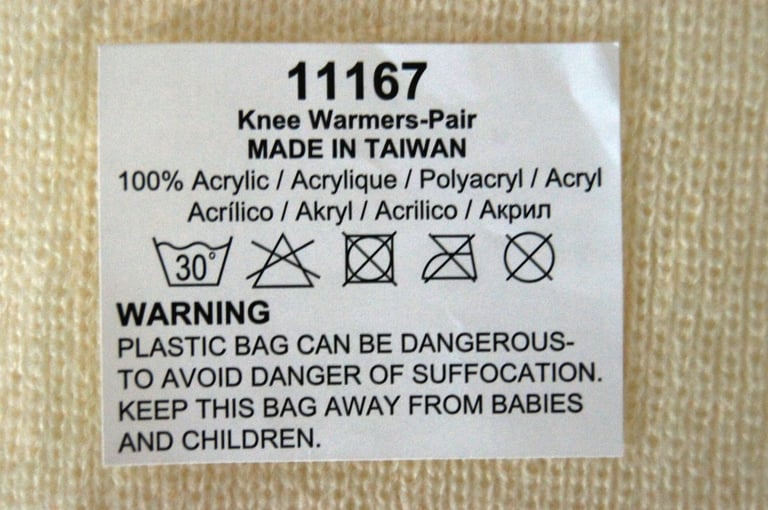 11167
Knee Warmers-Pair
MADE IN TAIWAN
100% Acrylic / Acrylique / Polyacryl / Acryl
Acrílico / Akryl / Acrilico / Акрил
30°
WARNING
PLASTIC BAG CAN BE DANGEROUS-
TO AVOID DANGER OF SUFFOCATION.
KEEP THIS BAG AWAY FROM BABIES
AND CHILDREN.